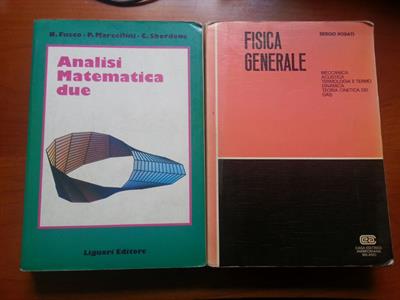 N. Fusco - P. Marcellini - C. Sbordone
Analisi
Matematica
due
Liguori Editore
SERGIO ROSATI
FISICA
GENERALE
MECCANICA
ACUSTICA
TERMOLOGIA E TERMO
DINAMICA
TEORIA CINETICA DEI
GAS
CASA EDITRICE
AMBROSIANA
MILANO